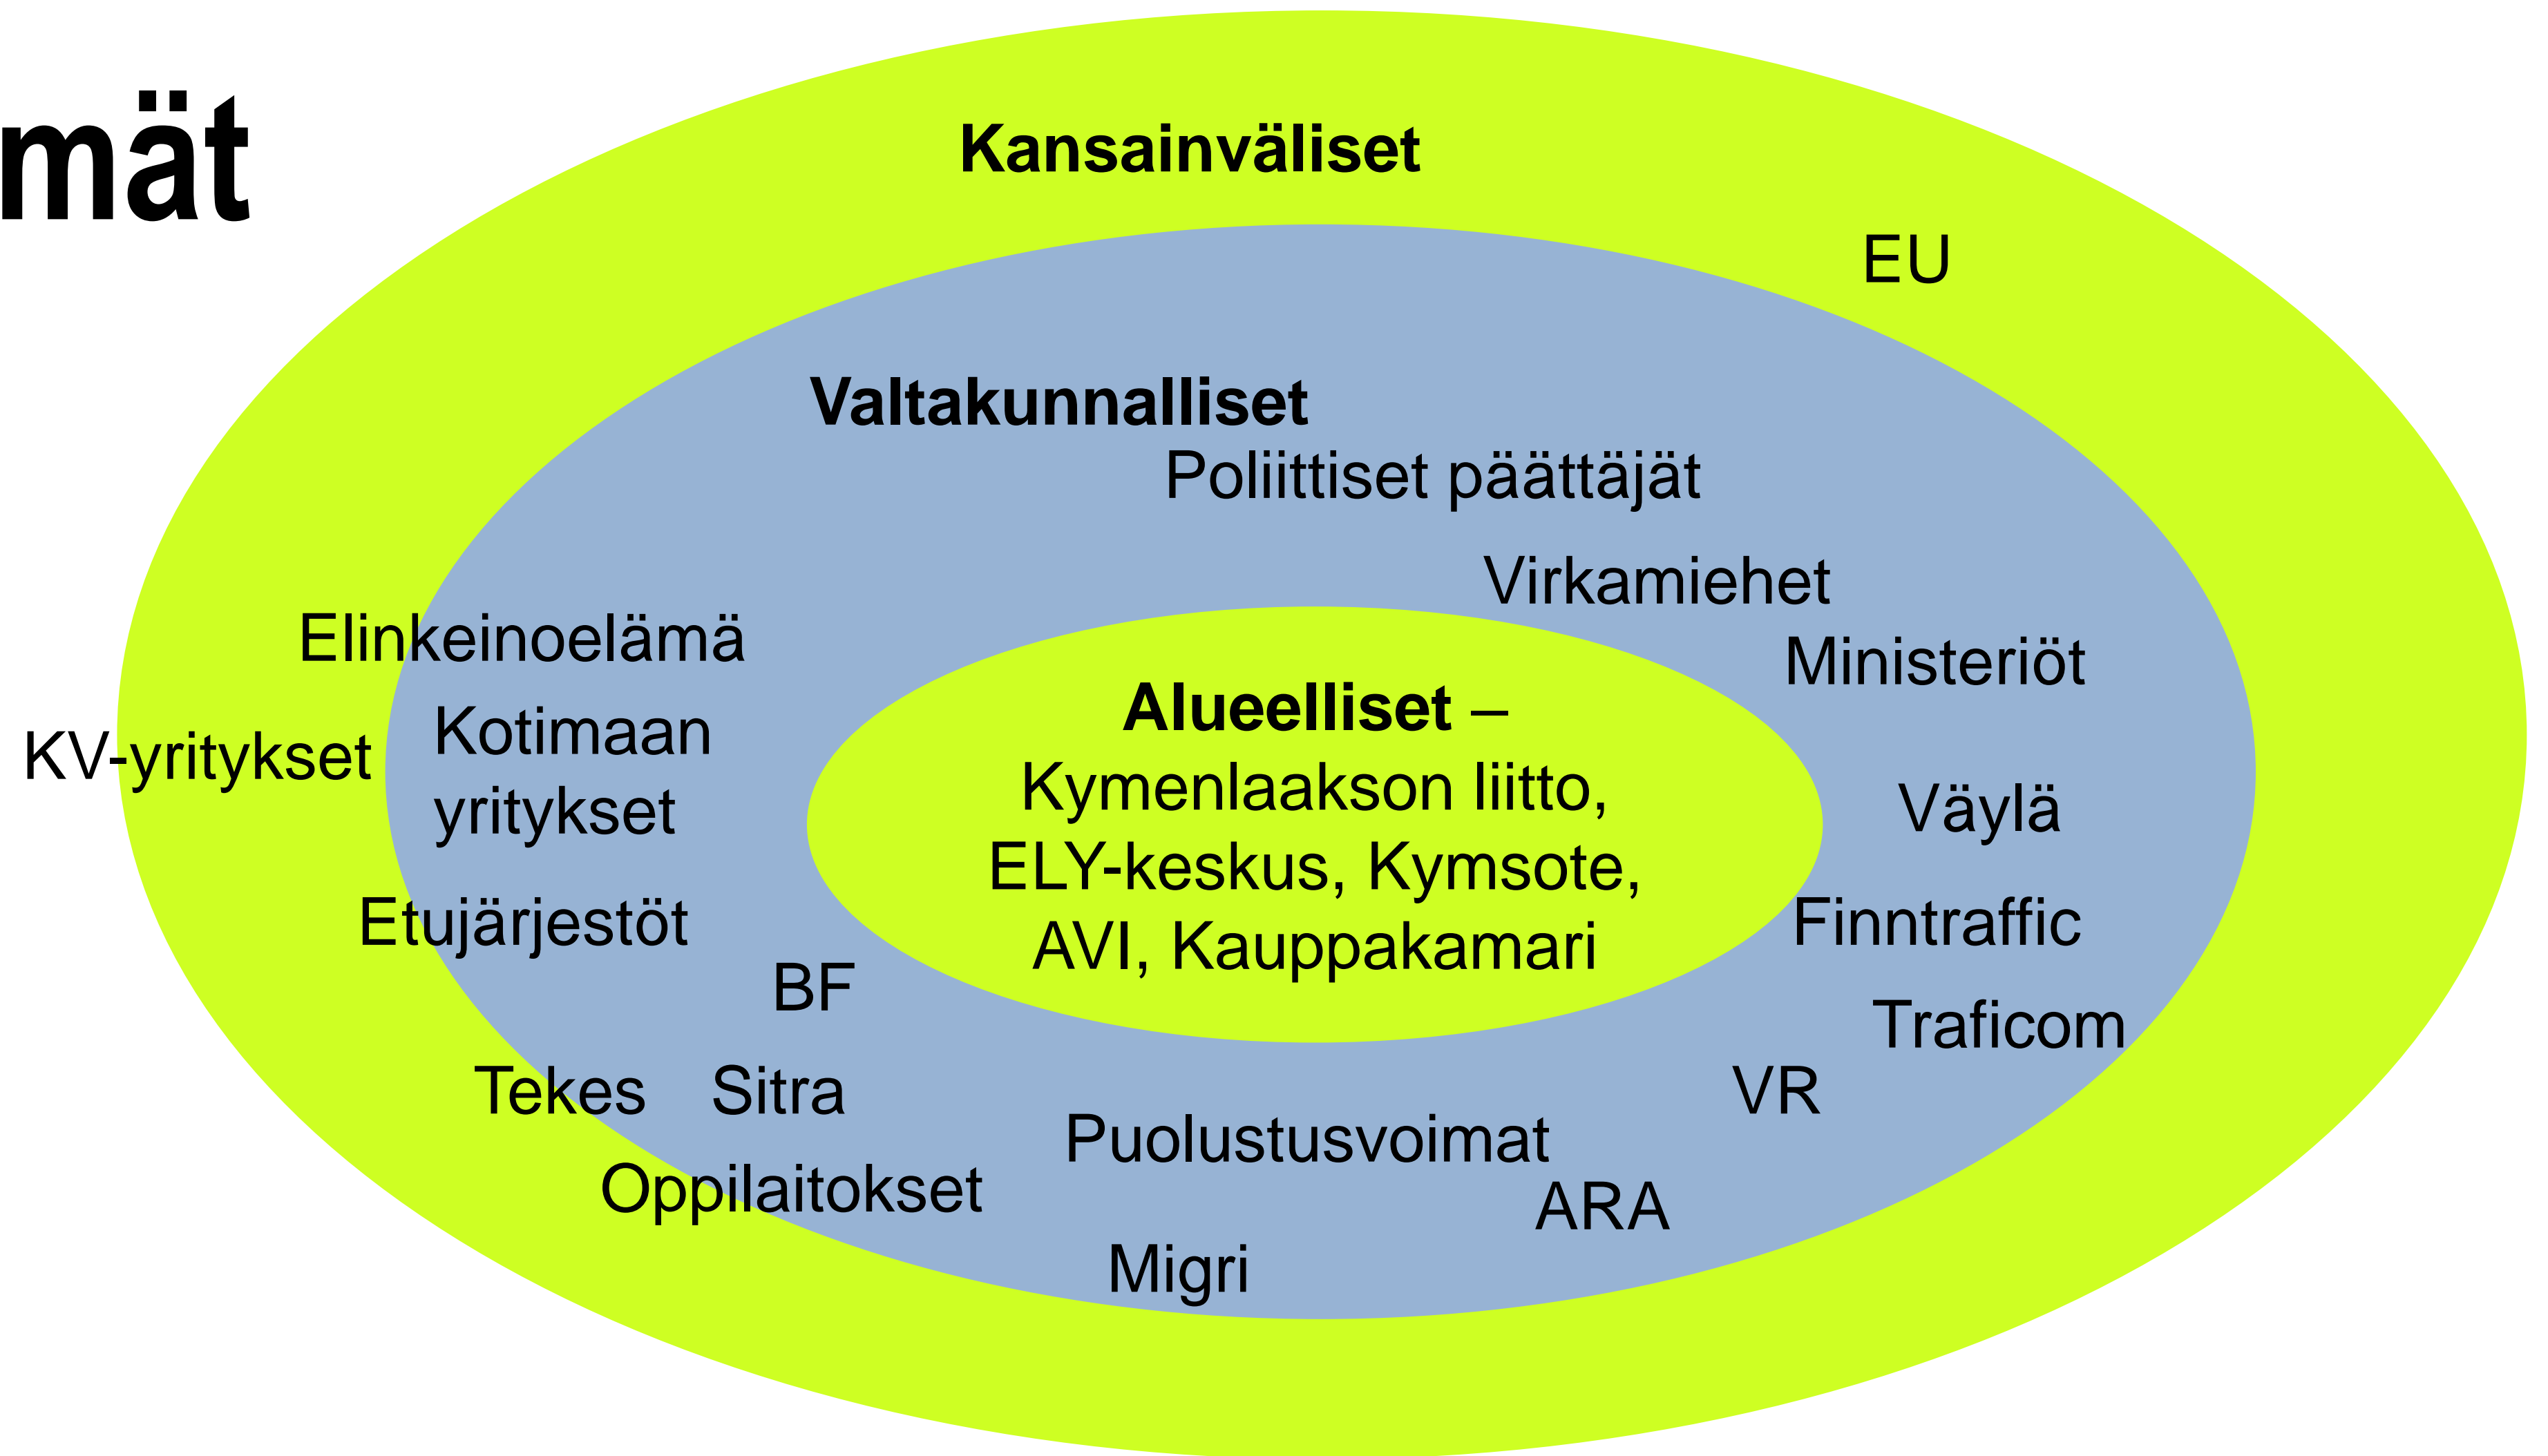 mät
Kansainväliset
EU
Valtakunnalliset
Poliittiset päättäjät
Virkamiehet
Elinkeinoelämä
Ministeriöt
KV-yritykset
Kotimaan
yritykset
Alueelliset –
Kymenlaakson liitto,
ELY-keskus, Kymsote,
AVI, Kauppakamari
Väylä
Etujärjestöt
Finntraffic
BF
Traficom
Tekes
Sitra
VR
Puolustusvoimat
Oppilaitokset
ARA
Migri